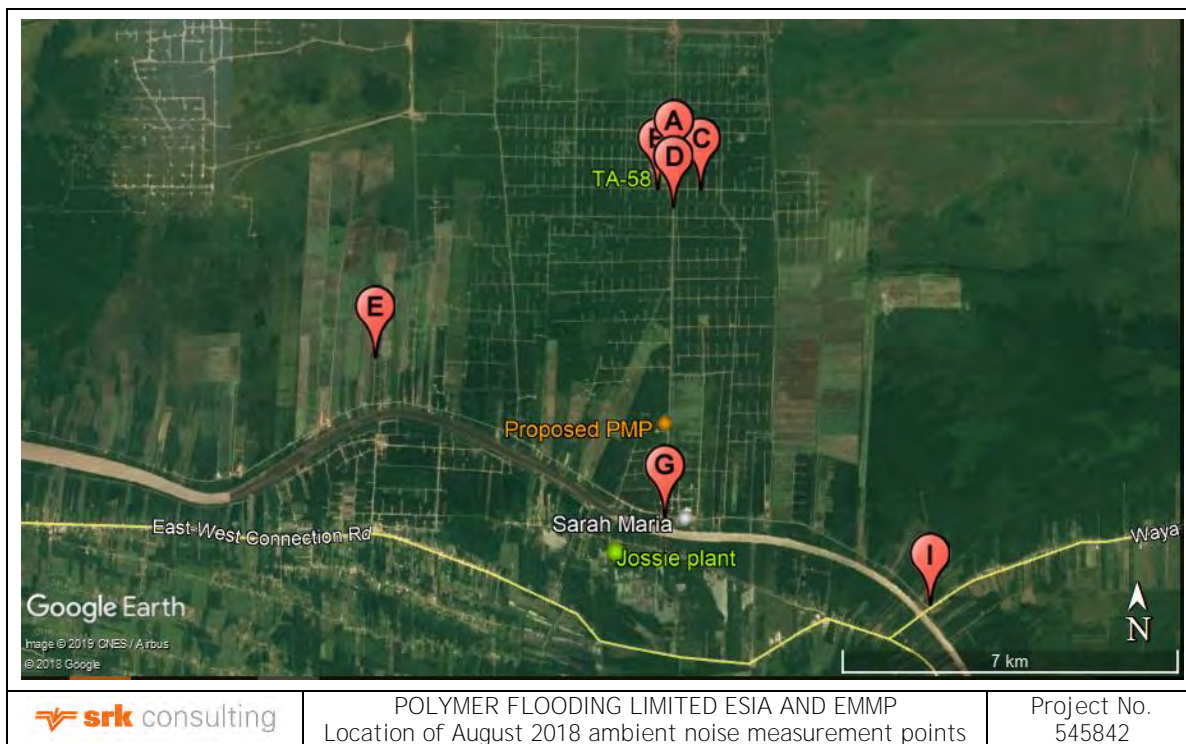 A
B
C
D
TA-58
E
Proposed PMP
G
Sarah Maria
East-West Connection Rd
Jossie plant
Waya
I
Google Earth
N
Image © 2019 CNES / Airbus
© 2018 Google
7 km
srk consulting
POLYMER FLOODING LIMITED ESIA AND EMMP
Location of August 2018 ambient noise measurement points
Project No.
545842